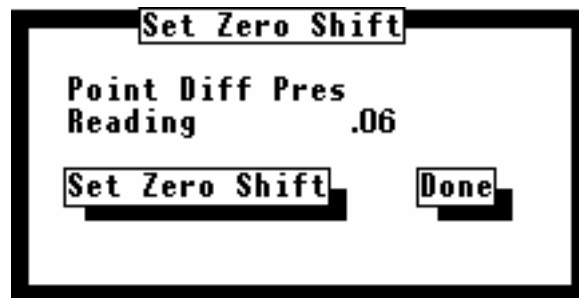 Set Zero Shift
Point Diff Pres
Reading .06
Set Zero Shift Done